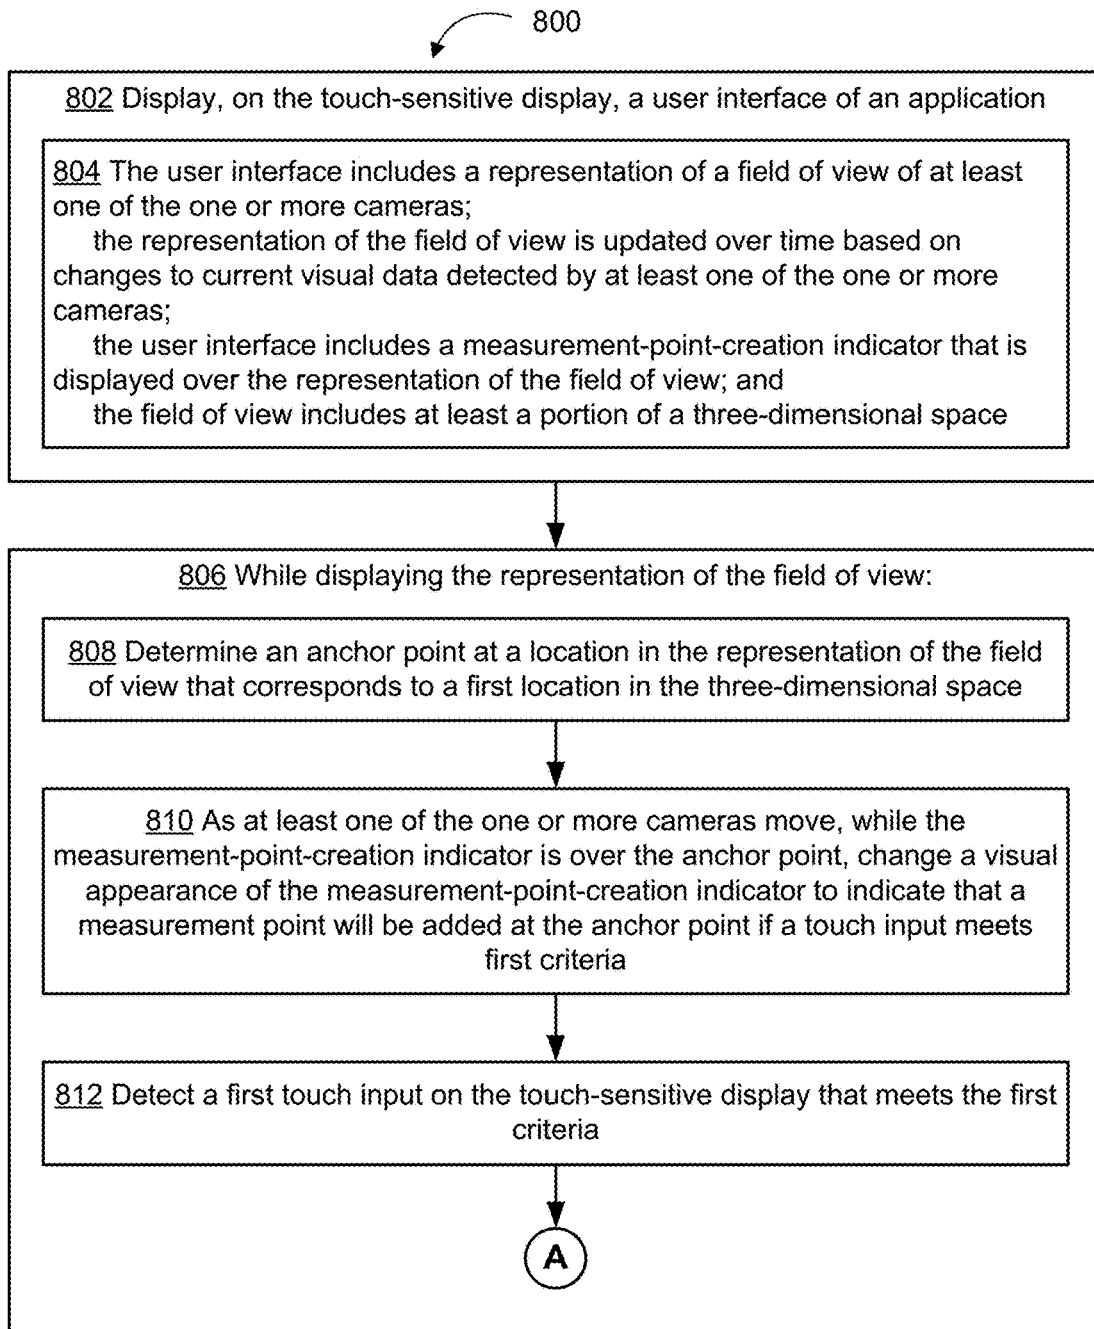 800
802 Display, on the touch-sensitive display, a user interface of an application
804 The user interface includes a representation of a field of view of at least
one of the one or more cameras;
the representation of the field of view is updated over time based on
changes to current visual data detected by at least one of the one or more
cameras;
the user interface includes a measurement-point-creation indicator that is
displayed over the representation of the field of view; and
the field of view includes at least a portion of a three-dimensional space
806 While displaying the representation of the field of view:
808 Determine an anchor point at a location in the representation of the field
of view that corresponds to a first location in the three-dimensional space
810 As at least one of the one or more cameras move, while the
measurement-point-creation indicator is over the anchor point, change a visual
appearance of the measurement-point-creation indicator to indicate that a
measurement point will be added at the anchor point if a touch input meets
first criteria
812 Detect a first touch input on the touch-sensitive display that meets the first
criteria
A